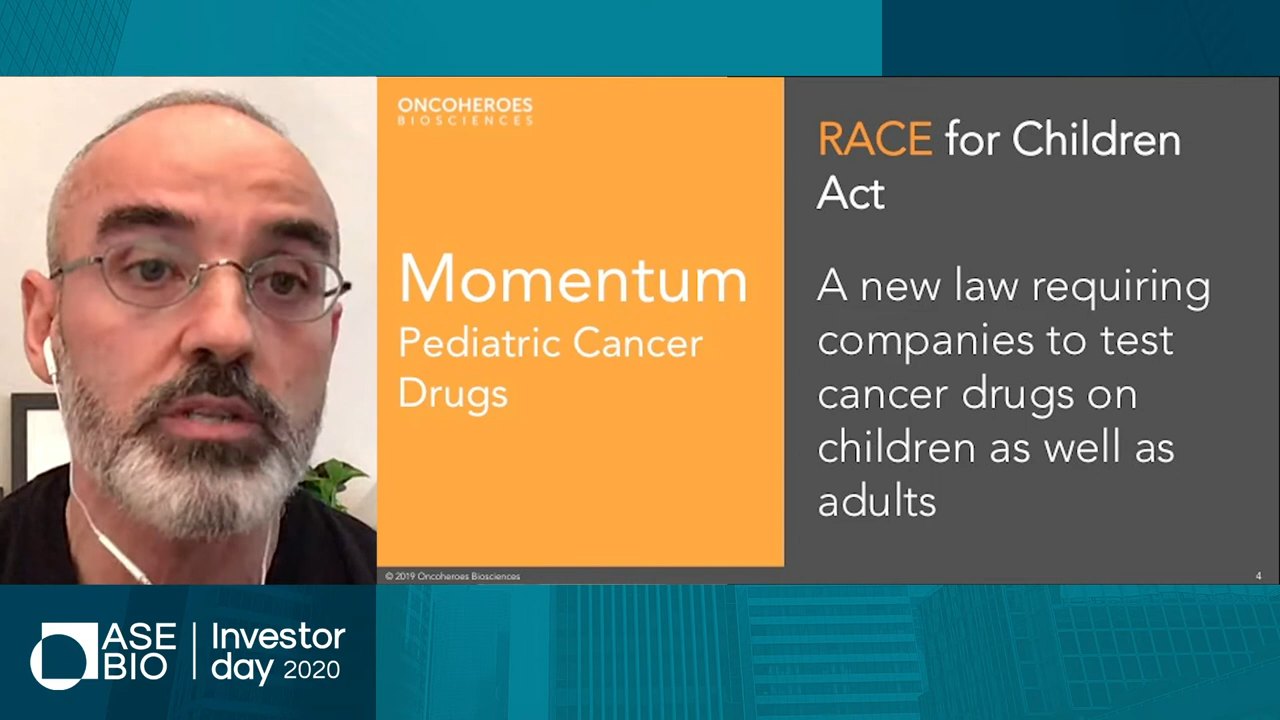 ONCOHEROES
BIOSCIENCES
Momentum
Pediatric Cancer
Drugs
© 2019 Oncoheroes Biosciences
RACE for Children
Act
A new law requiring
companies to test
cancer drugs on
children as well as
adults
4
ASE
BIO
Investor
day 2020